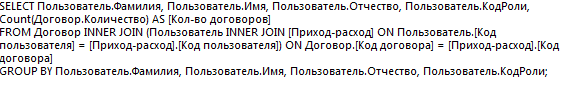 SELECT Пользователь.Фамилия, Пользователь.Имя, Пользователь.Отчество, Пользователь.КодРоли,
Count(Договор.Количество) AS [Кол-во договоров]
FROM Договор INNER JOIN (Пользователь INNER JOIN [Приход-расход] ON Пользователь.[Код
пользователя] = [Приход-расход].[Код пользователя]) ON Договор.[Код договора] = [Приход-расход].[Код
договора]
GROUP BY Пользователь.Фамилия, Пользователь.Имя, Пользователь.Отчество, Пользователь.КодРоли;